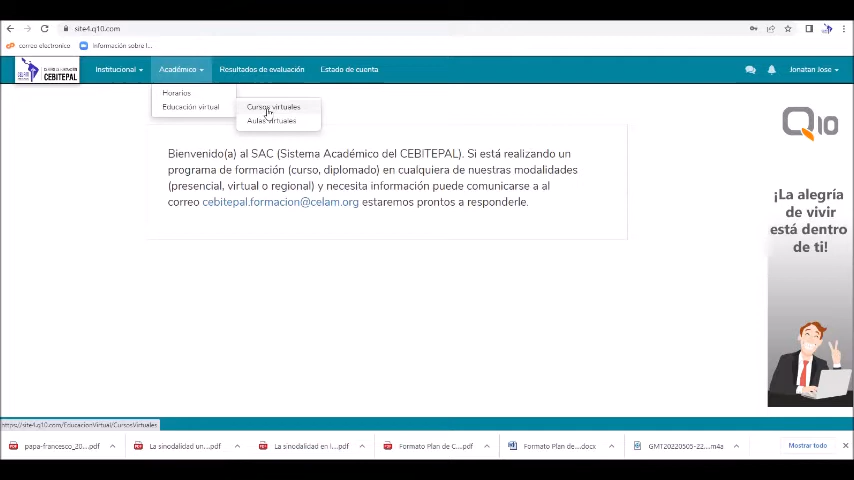 site4.q10.com
correo electronico
Información sobre l...
CEBITEPAL
Institucional
Académico
Resultados de evaluación
Estado de cuenta
Jonatan Jose
Horarios
Educación virtual
Cursos virtuales
Aulas virtuales
Bienvenido(a) al SAC (Sistema Académico del CEBITEPAL). Si está realizando un
programa de formación (curso, diplomado) en cualquiera de nuestras modalidades
(presencial, virtual o regional) y necesita información puede comunicarse a al
correo cebitepal.formacion@celam.org estaremos prontos a responderle.
Q10
¡La alegría
de vivir
está dentro
de ti!
https://site4.q10.com/EducacionVirtual/CursosVirtuales
papa-francesco_20....pdf
La sinodalidad un....pdf
La sinodalidad en l....pdf
Formato Plan de C....pdf
Formato Plan de....docx
GMT20220505-22....m4a
Mostrar todo